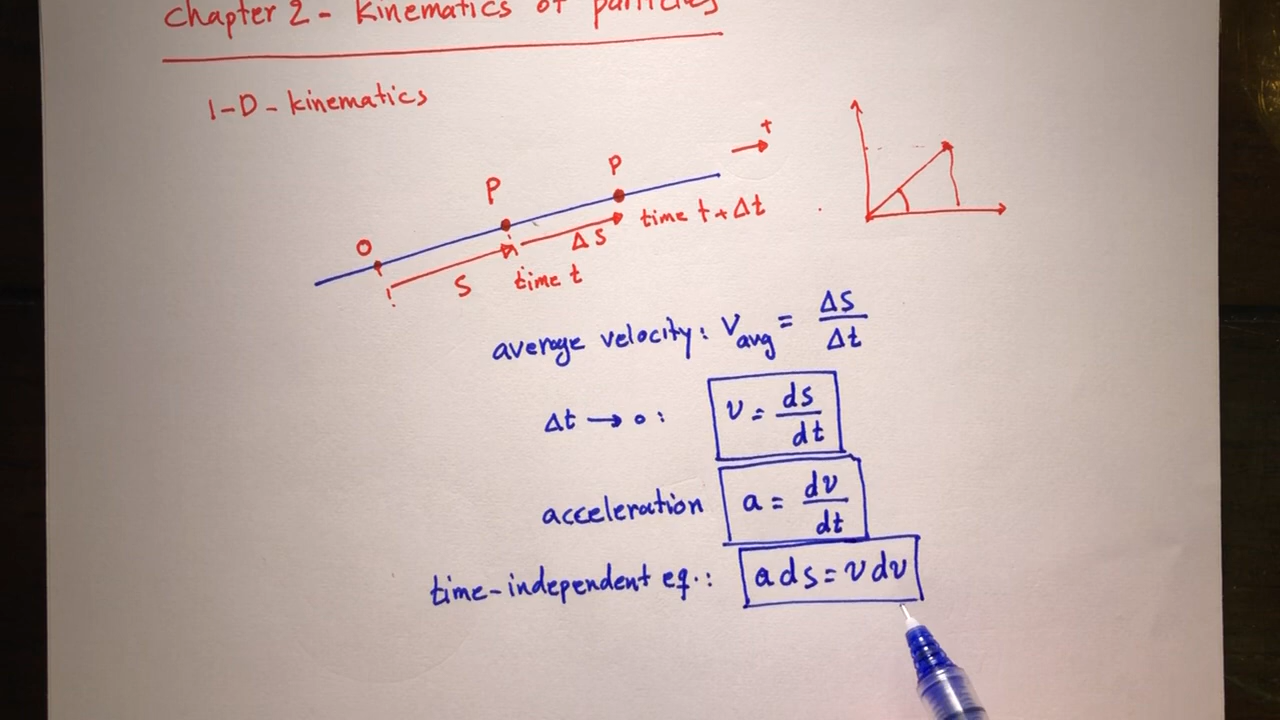 Chapter 2 - Kinematics of particles
1-D - kinematics
+
P
P
O
time t + Δt
Δs
S
time t
average velocity: Vavg = Δs/Δt
Δt → 0: v = ds/dt
acceleration a = dv/dt
time-independent eq.: a ds = v dv